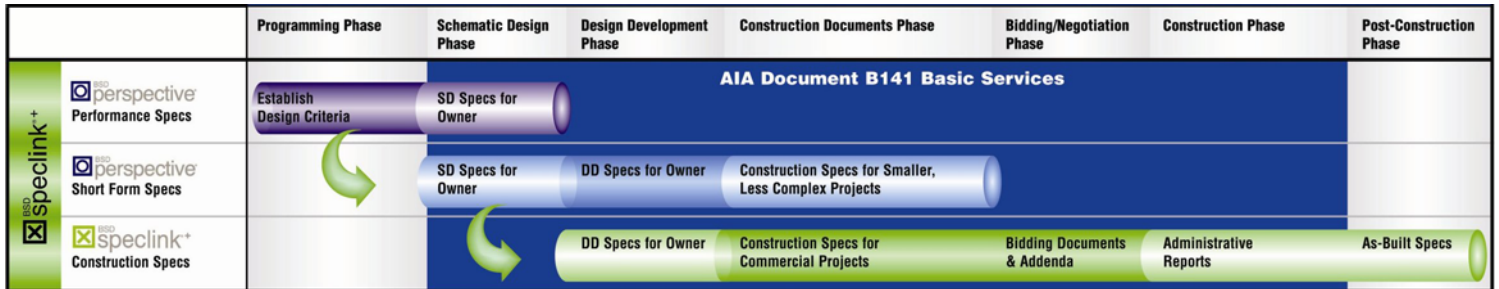 Programming Phase
Schematic Design
Phase
Design Development
Phase
Construction Documents Phase
Bidding/Negotiation
Phase
Construction Phase
Post-Construction
Phase
AIA Document B141 Basic Services
BSD speclink+
BSD
perspective
Performance Specs
Establish
Design Criteria
SD Specs for
Owner
BSD
perspective
Short Form Specs
SD Specs for
Owner
DD Specs for Owner
Construction Specs for Smaller,
Less Complex Projects
BSD
speclink+
Construction Specs
DD Specs for Owner
Construction Specs for
Commercial Projects
Bidding Documents
& Addenda
Administrative
Reports
As-Built Specs